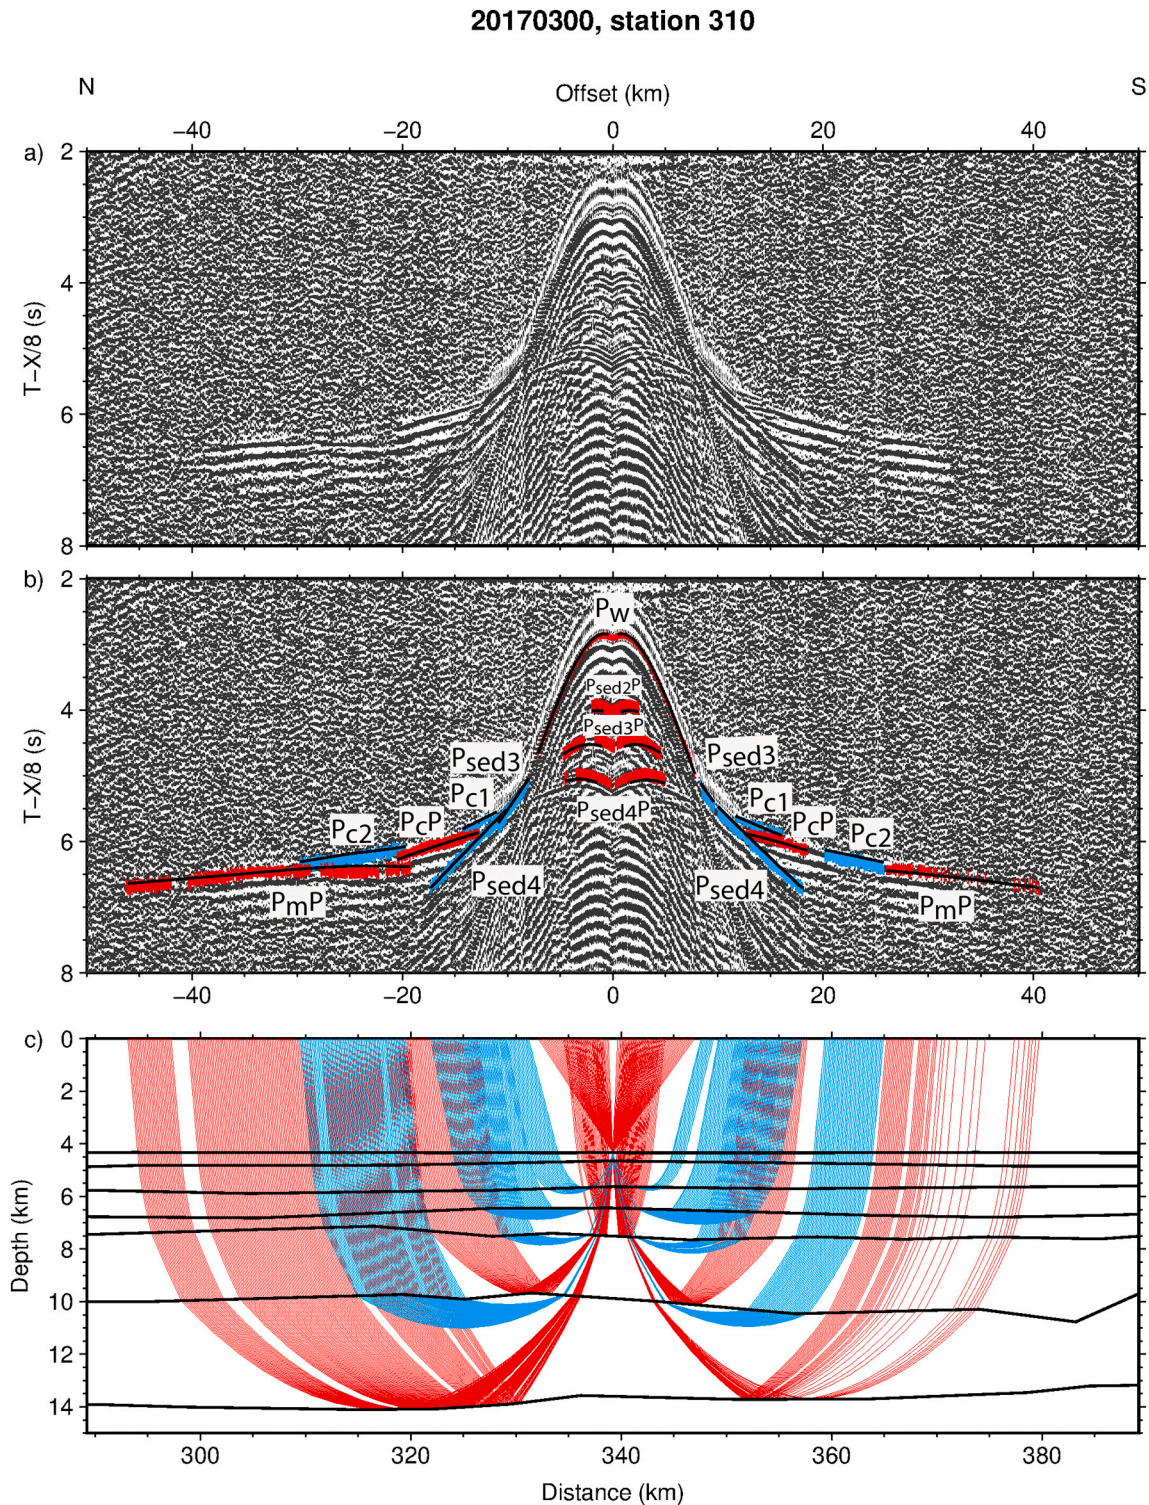 20170300, station 310
N S
Offset (km)
−40 −20 0 20 40
a)
T−X/8 (s)
2
4
6
8
b)
T−X/8 (s)
2
4
6
8
Pw
Psed2P
Psed3P
Psed3 Psed3
Pc1 Pc1
Psed4P
Pc2 PcP PcP Pc2
Psed4 Psed4
PmP PmP
−40 −20 0 20 40
c)
Depth (km)
0
2
4
6
8
10
12
14
300 320 340 360 380
Distance (km)